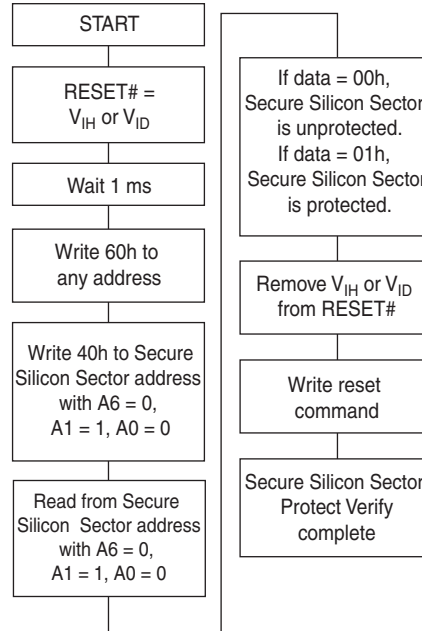 START
RESET# =
VIH or VID
Wait 1 ms
Write 60h to
any address
Write 40h to Secure
Silicon Sector address
with A6 = 0,
A1 = 1, A0 = 0
Read from Secure
Silicon Sector address
with A6 = 0,
A1 = 1, A0 = 0
If data = 00h,
Secure Silicon Sector
is unprotected.
If data = 01h,
Secure Silicon Sector
is protected.
Remove VIH or VID
from RESET#
Write reset
command
Secure Silicon Sector
Protect Verify
complete